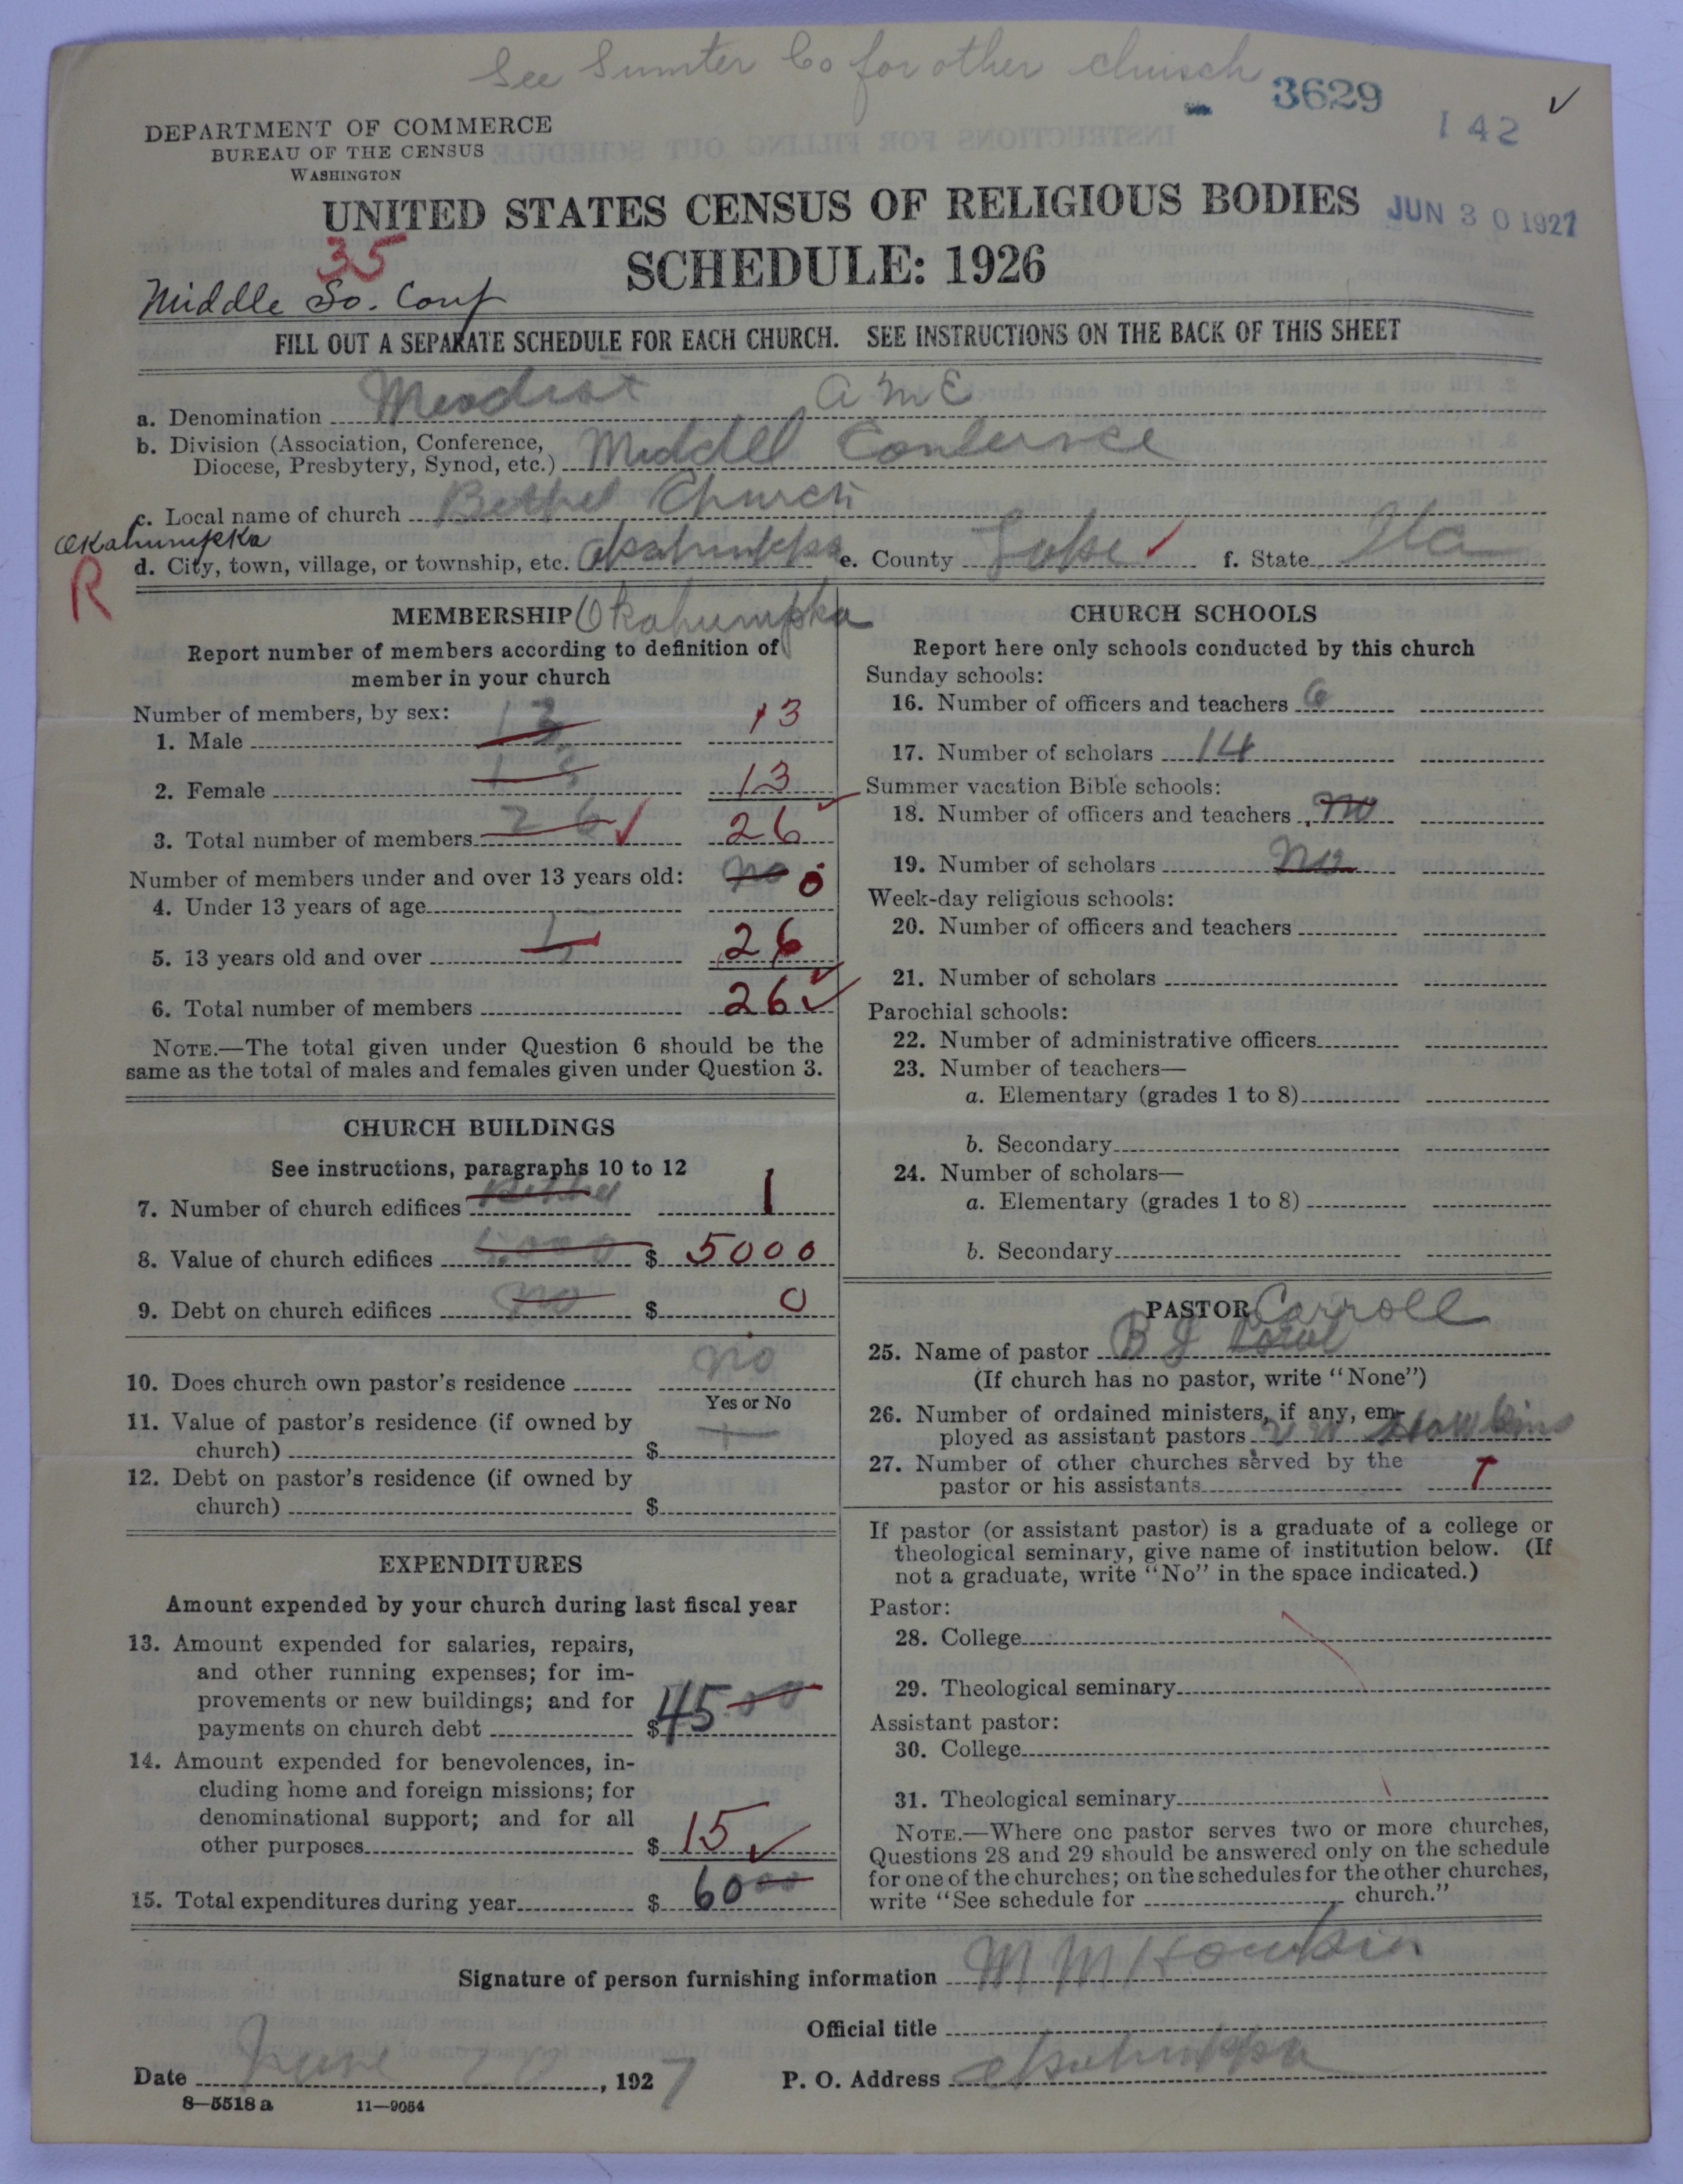 See Sumter Co for other church
3629
142
DEPARTMENT OF COMMERCE
BUREAU OF THE CENSUS
WASHINGTON
UNITED STATES CENSUS OF RELIGIOUS BODIES
JUN 30 1927
35
SCHEDULE: 1926
Middle So. Conf
FILL OUT A SEPARATE SCHEDULE FOR EACH CHURCH. SEE INSTRUCTIONS ON THE BACK OF THIS SHEET
a. Denomination Meodist A M E
b. Division (Association, Conference,
Diocese, Presbytery, Synod, etc.) Middel Conference
c. Local name of church Bethel Church
Okahumpka
d. City, town, village, or township, etc. e. County Lake ✓ f. State Fla
R
MEMBERSHIP Okahumpka
Report number of members according to definition of
member in your church
Number of members, by sex:
1. Male 13 13
2. Female 13 13
3. Total number of members 26 ✓ 26
Number of members under and over 13 years old: no 0
4. Under 13 years of age
5. 13 years old and over 26
6. Total number of members 26 ✓
NOTE.—The total given under Question 6 should be the
same as the total of males and females given under Question 3.
CHURCH BUILDINGS
See instructions, paragraphs 10 to 12
7. Number of church edifices Bethel 1
8. Value of church edifices 5000 $ 5000
9. Debt on church edifices no $ 0
10. Does church own pastor's residence no
Yes or No
11. Value of pastor's residence (if owned by
church) $
12. Debt on pastor's residence (if owned by
church) $
EXPENDITURES
Amount expended by your church during last fiscal year
13. Amount expended for salaries, repairs,
and other running expenses; for im-
provements or new buildings; and for
payments on church debt $ 45 00
14. Amount expended for benevolences, in-
cluding home and foreign missions; for
denominational support; and for all
other purposes $ 15 ✓
15. Total expenditures during year $ 60 00
CHURCH SCHOOLS
Report here only schools conducted by this church
Sunday schools:
16. Number of officers and teachers 6
17. Number of scholars 14
Summer vacation Bible schools:
18. Number of officers and teachers no
19. Number of scholars no
Week-day religious schools:
20. Number of officers and teachers
21. Number of scholars
Parochial schools:
22. Number of administrative officers
23. Number of teachers—
a. Elementary (grades 1 to 8)
b. Secondary
24. Number of scholars—
a. Elementary (grades 1 to 8)
b. Secondary
PASTOR Carroll
25. Name of pastor B J
(If church has no pastor, write "None")
26. Number of ordained ministers, if any, em-
ployed as assistant pastors Hawkins
27. Number of other churches served by the
pastor or his assistants 1
If pastor (or assistant pastor) is a graduate of a college or
theological seminary, give name of institution below. (If
not a graduate, write "No" in the space indicated.)
Pastor:
28. College
29. Theological seminary
Assistant pastor:
30. College
31. Theological seminary
NOTE.—Where one pastor serves two or more churches,
Questions 28 and 29 should be answered only on the schedule
for one of the churches; on the schedules for the other churches,
write "See schedule for church."
Signature of person furnishing information M M Hawkin
Official title
Date June 20, 1927 P. O. Address
8—5518 a 11—9054